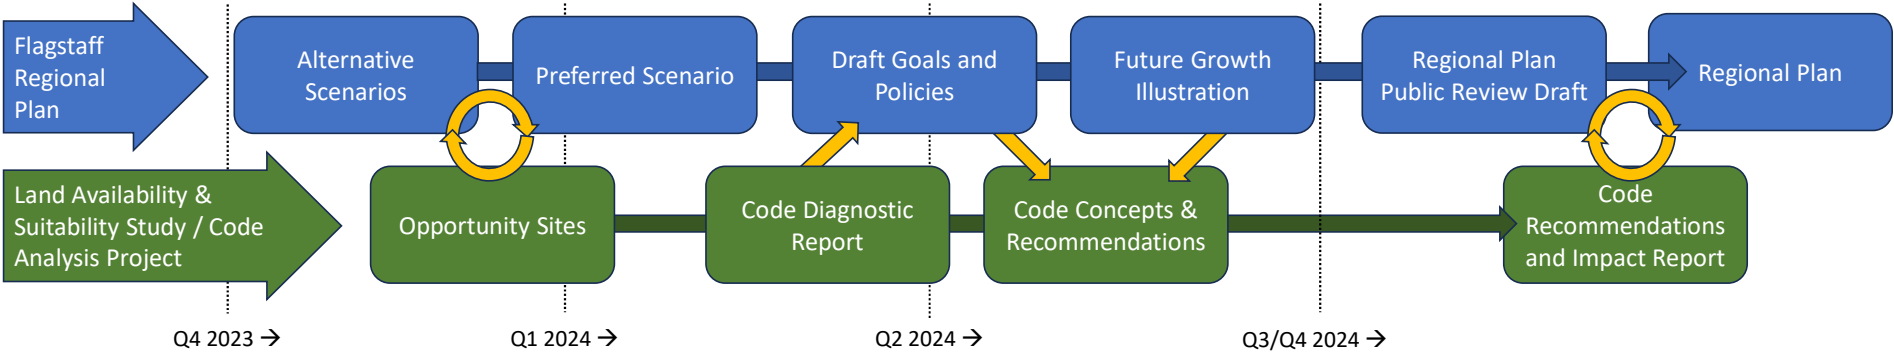 Flagstaff
Regional
Plan
Alternative
Scenarios
Preferred Scenario
Draft Goals and
Policies
Future Growth
Illustration
Regional Plan
Public Review Draft
Regional Plan
Land Availability &
Suitability Study / Code
Analysis Project
Opportunity Sites
Code Diagnostic
Report
Code Concepts &
Recommendations
Code
Recommendations
and Impact Report
Q4 2023 →
Q1 2024 →
Q2 2024 →
Q3/Q4 2024 →